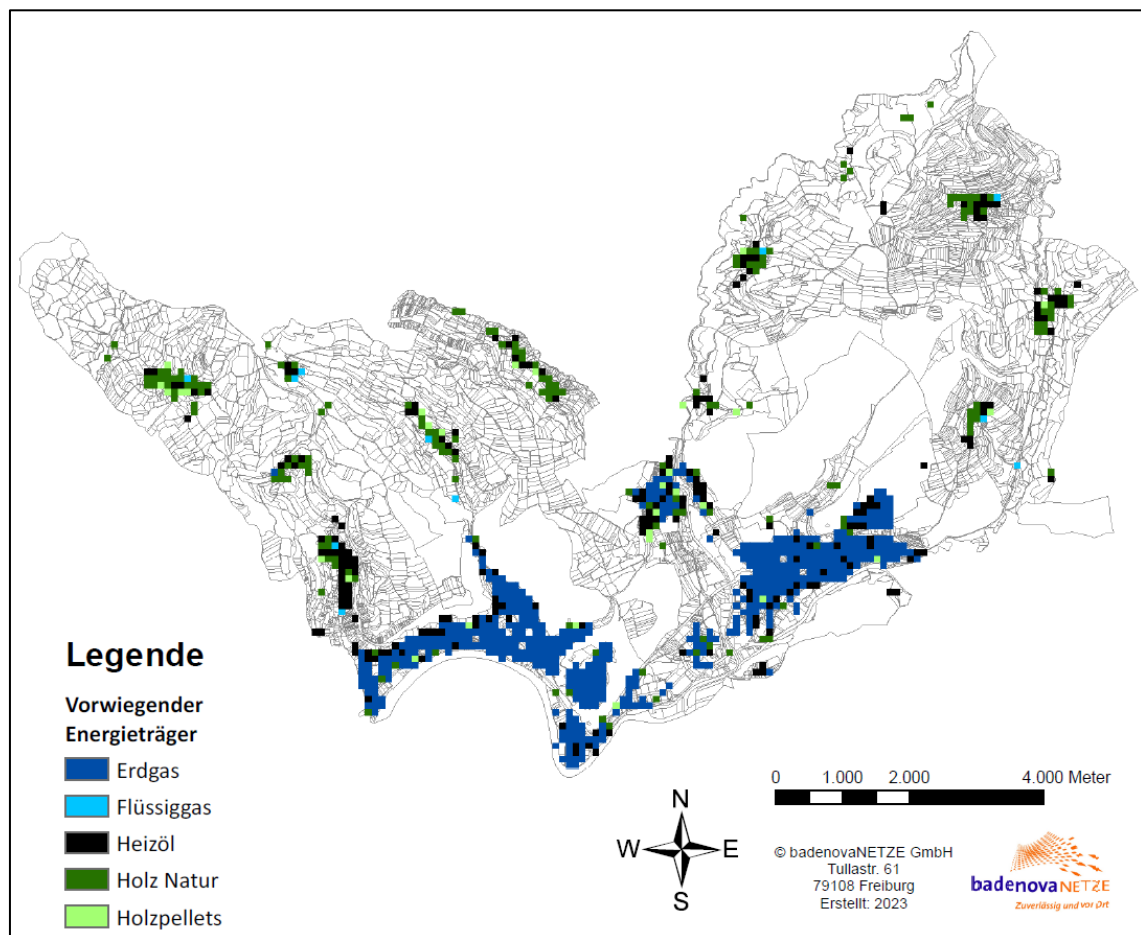 Legende
Vorwiegender
Energieträger
Erdgas
Flüssiggas
Heizöl
Holz Natur
Holzpellets
N
W
E
S
0 1.000 2.000 4.000 Meter
© badenovaNETZE GmbH
Tullastr. 61
79108 Freiburg
Erstellt: 2023
badenovaNETZE
Zuverlässig und vor Ort